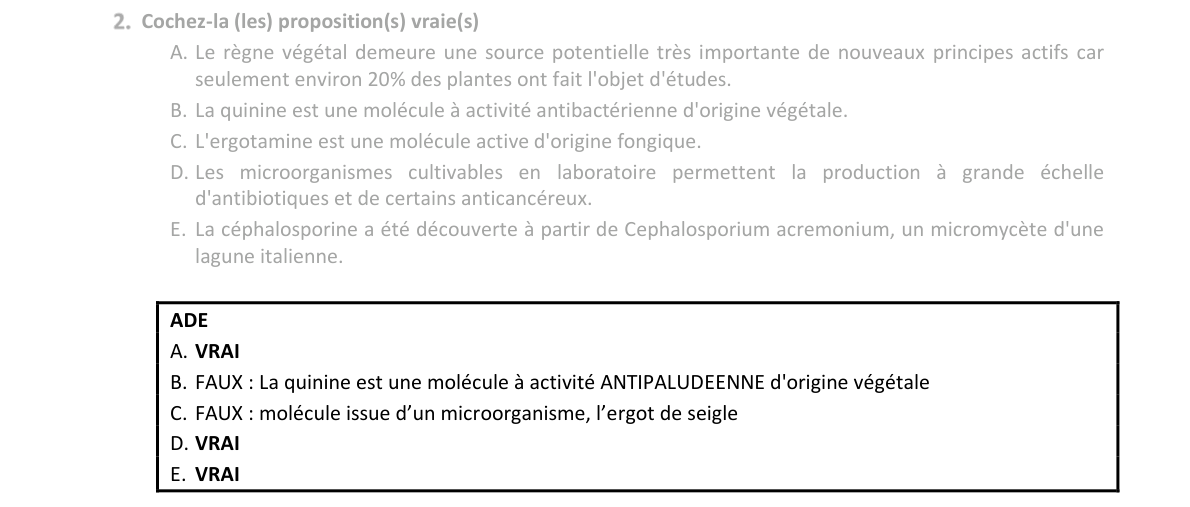 2. Cochez-la (les) proposition(s) vraie(s)
A. Le règne végétal demeure une source potentielle très importante de nouveaux principes actifs car
seulement environ 20% des plantes ont fait l'objet d'études.
B. La quinine est une molécule à activité antibactérienne d'origine végétale.
C. L'ergotamine est une molécule active d'origine fongique.
D. Les microorganismes cultivables en laboratoire permettent la production à grande échelle
d'antibiotiques et de certains anticancéreux.
E. La céphalosporine a été découverte à partir de Cephalosporium acremonium, un micromycète d'une
lagune italienne.
ADE
A. VRAI
B. FAUX : La quinine est une molécule à activité ANTIPALUDEENNE d'origine végétale
C. FAUX : molécule issue d’un microorganisme, l’ergot de seigle
D. VRAI
E. VRAI